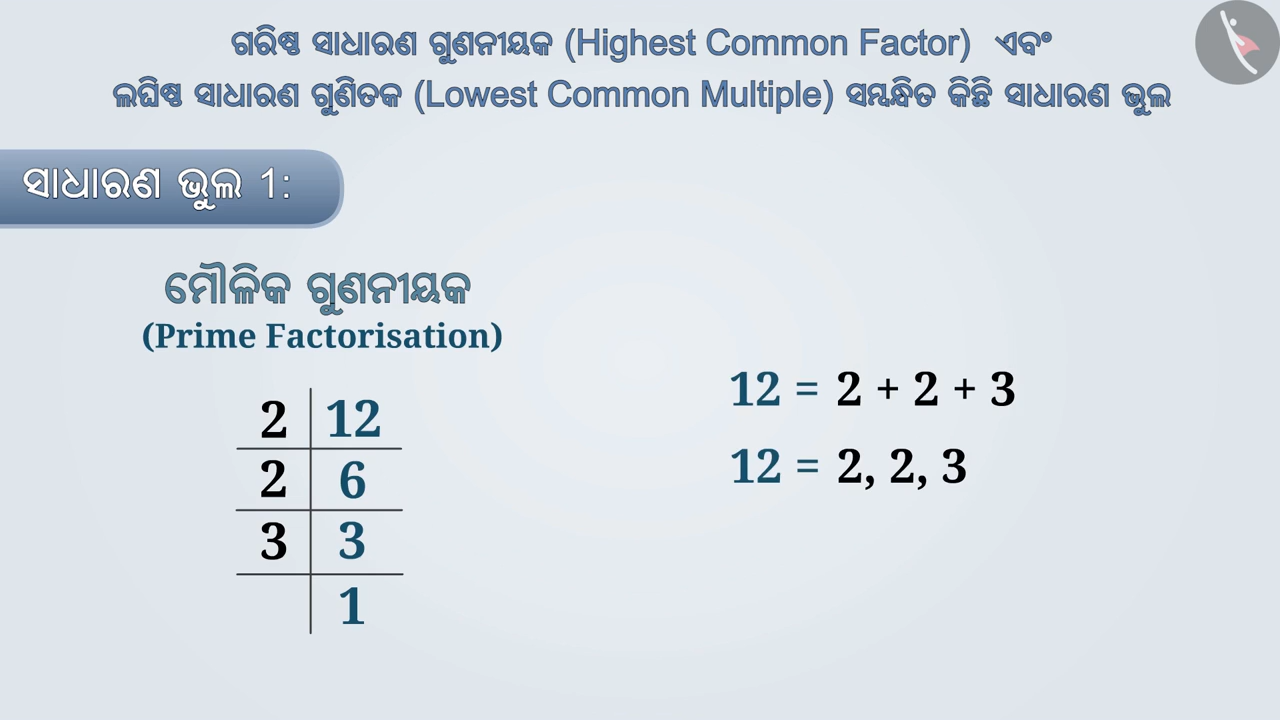 ଗରିଷ୍ଠ ସାଧାରଣ ଗୁଣନୀୟକ (Highest Common Factor) ଏବଂ
ଲଘିଷ୍ଠ ସାଧାରଣ ଗୁଣିତକ (Lowest Common Multiple) ସମ୍ବନ୍ଧିତ କିଛି ସାଧାରଣ ଭୁଲ
ସାଧାରଣ ଭୁଲ 1:
ମୌଳିକ ଗୁଣନୀୟକ
(Prime Factorisation)
2 12
2 6
3 3
1
12 = 2 + 2 + 3
12 = 2, 2, 3